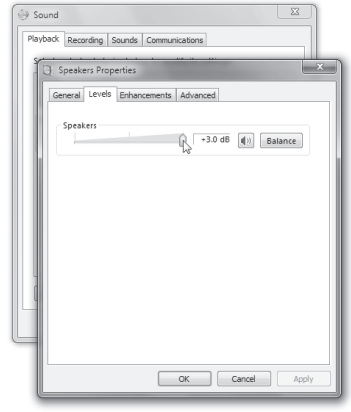 Sound
Playback Recording Sounds Communications
Speakers Properties
General Levels Enhancements Advanced
Speakers
+3.0 dB Balance
OK Cancel Apply